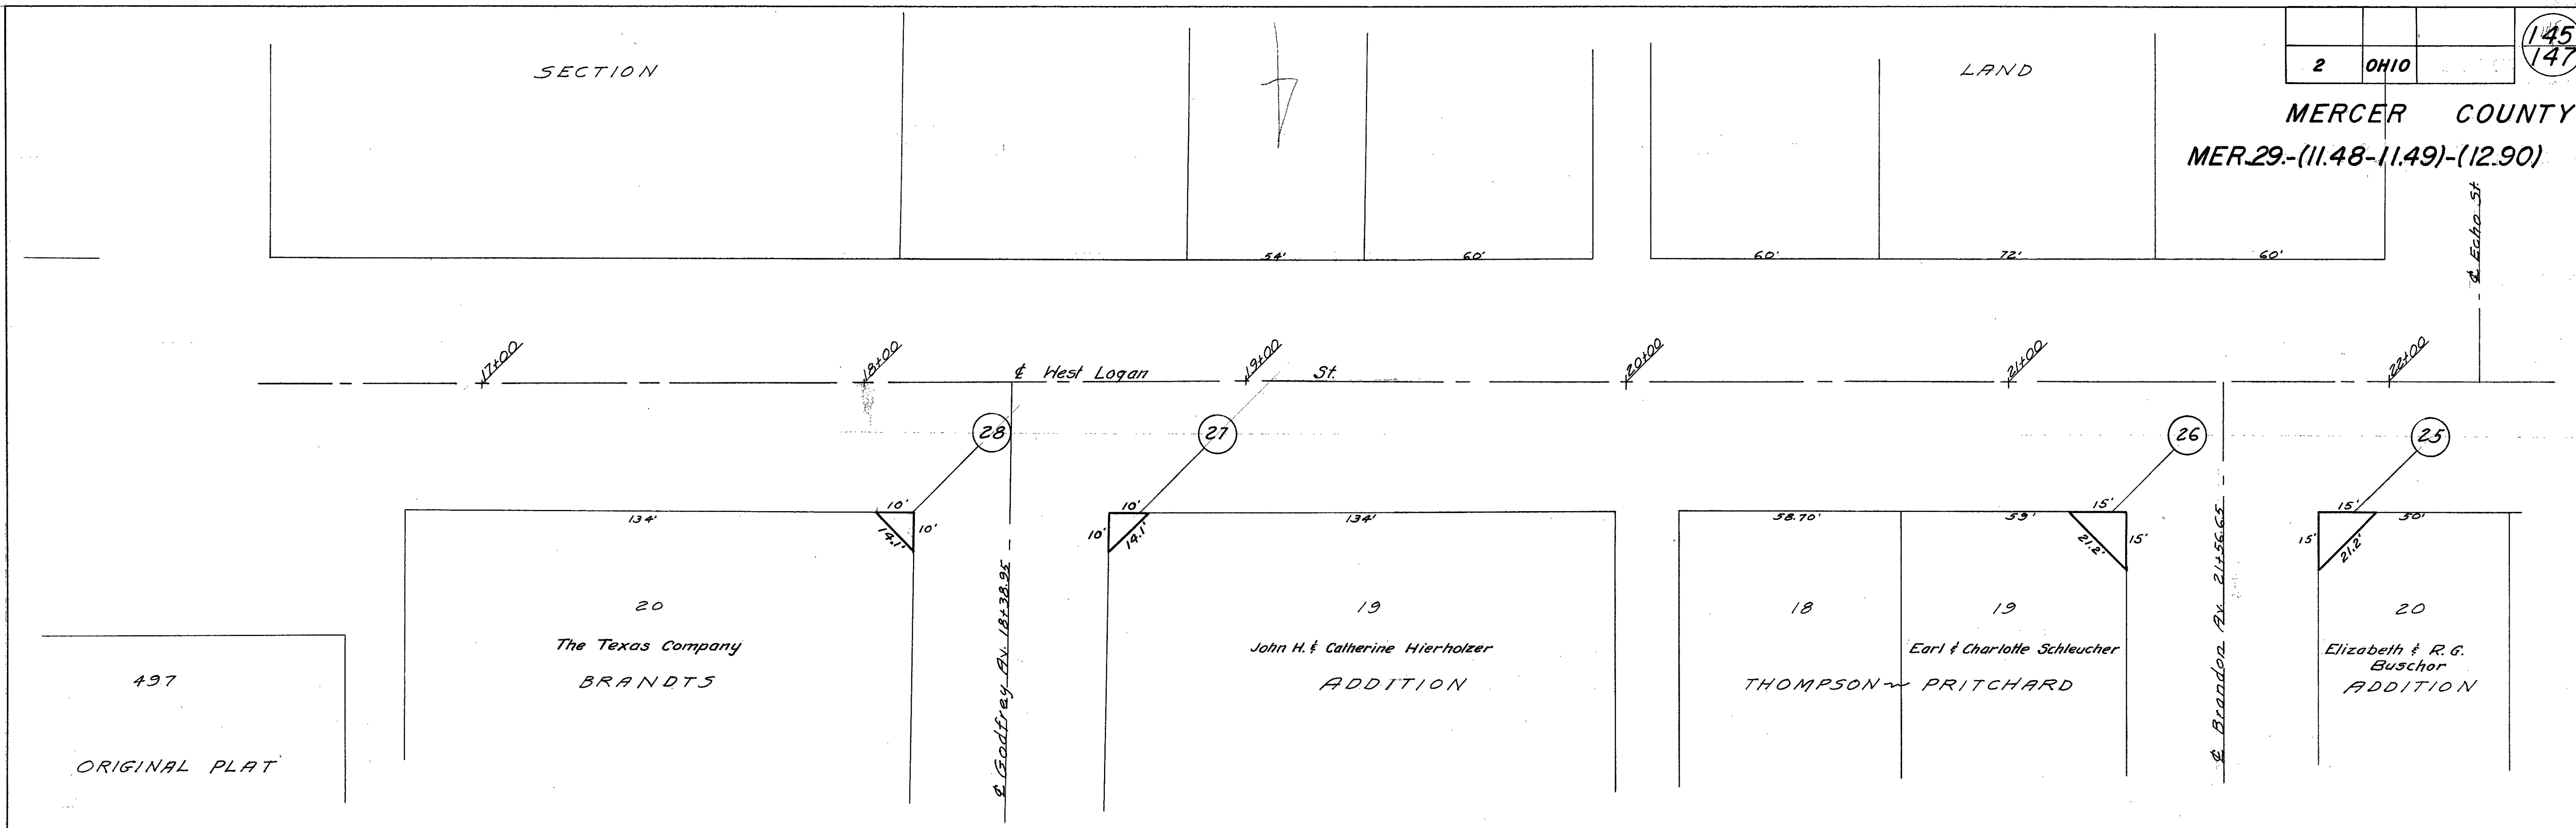 145
147
2 OHIO
MERCER COUNTY
MER.29.-(11.48-11.49)-(12.90)
SECTION
LAND
54'
60'
60'
72'
60'
℄ Echo St.
17+00
18+00
19+00
20+00
21+00
22+00
℄ West Logan St.
28
27
26
25
134'
10'
10'
14.1'
10'
10'
14.1'
134'
58.70'
59'
15'
15'
21.2'
15'
15'
21.2'
50'
℄ Godfrey Av. 18+38.95
℄ Brandon Av. 21+56.65
20
The Texas Company
BRANDTS
19
John H. & Catherine Hierholzer
ADDITION
18
19
Earl & Charlotte Schleucher
THOMPSON ~ PRITCHARD
20
Elizabeth & R. G.
Buschor
ADDITION
497
ORIGINAL PLAT